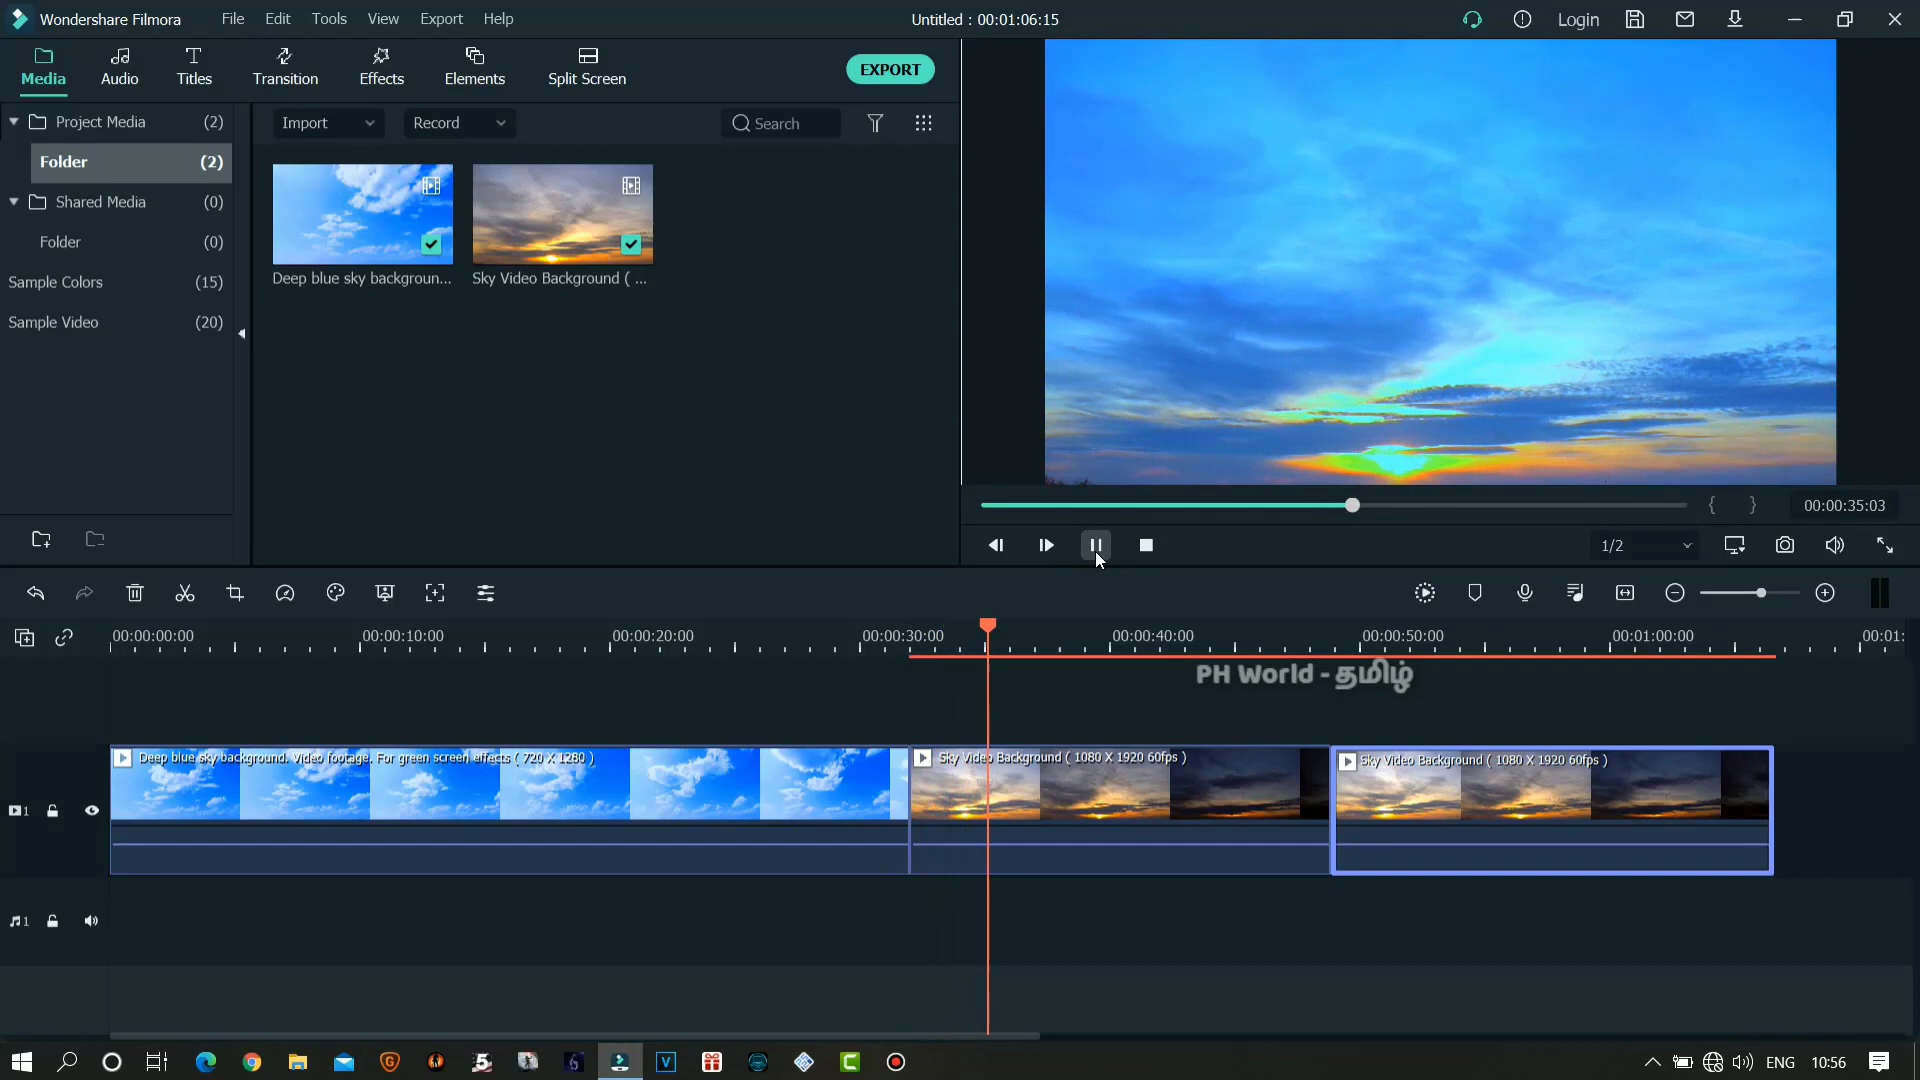 Wondershare Filmora File Edit Tools View Export Help Untitled : 00:01:06:15 Login
Media Audio Titles Transition Effects Elements Split Screen EXPORT
Project Media (2)
Folder (2)
Shared Media (0)
Folder (0)
Sample Colors (15)
Sample Video (20)
Import Record Search
Deep blue sky backgroun... Sky Video Background ( ...
00:00:35:03
1/2
00:00:00:00 00:00:10:00 00:00:20:00 00:00:30:00 00:00:40:00 00:00:50:00 00:01:00:00 00:01:
PH World - தமிழ்
Deep blue sky background. Video footage. For green screen effects ( 720 X 1280 ) Sky Video Background ( 1080 X 1920 60fps ) Sky Video Background ( 1080 X 1920 60fps )
1
1
ENG 10:56